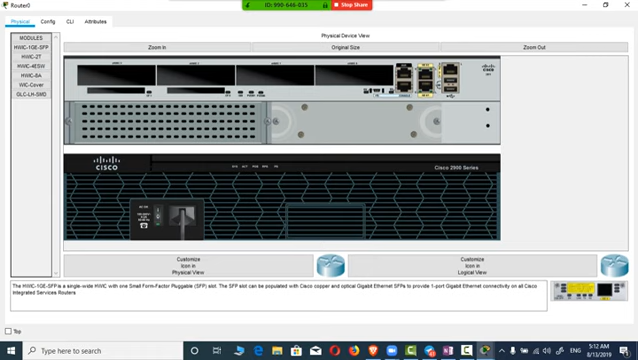 Router0
ID: 990-646-815
Stop Share
Physical
Config
CLI
Attributes
MODULES
HWIC-1GE-SFP
HWIC-2T
HWIC-4ESW
HWIC-8A
WIC-Cover
GLC-LH-SMD
Physical Device View
Zoom In
Original Size
Zoom Out
CISCO
Cisco 2900 Series
Customize
Icon in
Physical View
Customize
Icon in
Logical View
The HWIC-1GE-SFP is a single-wide HWIC with one Small Form-Factor Pluggable (SFP) slot. The SFP slot can be populated with Cisco copper and optical Gigabit Ethernet SFPs to provide 1-port Gigabit Ethernet connectivity on all Cisco
Integrated Services Routers
Top
Type here to search
ENG
5:12 AM
8/13/2019